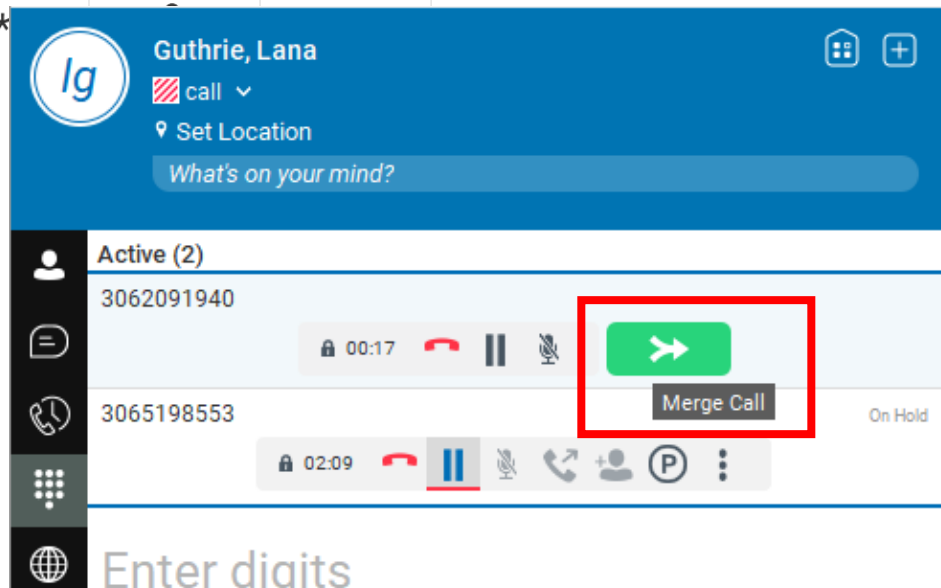 *
lg
Guthrie, Lana
call
Set Location
What's on your mind?
Active (2)
3062091940
00:17
Merge Call
3065198553
On Hold
02:09
P
Enter digits